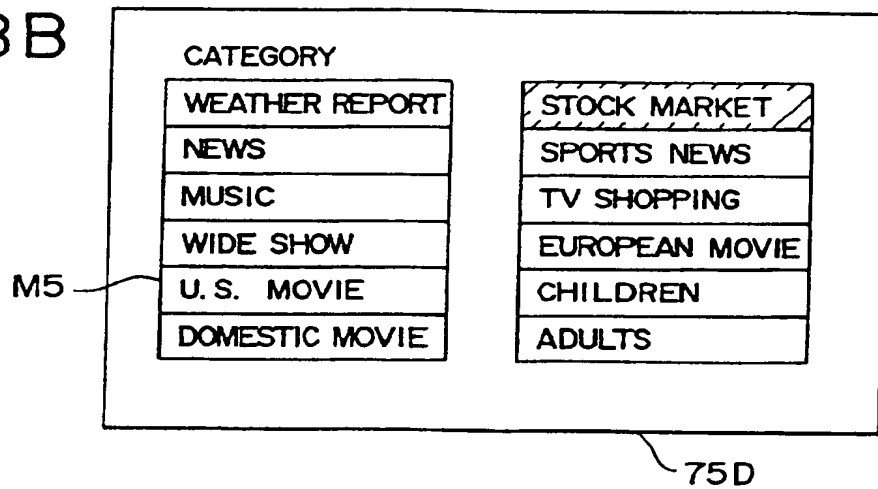 BB
CATEGORY
WEATHER REPORT
NEWS
MUSIC
WIDE SHOW
U.S. MOVIE
DOMESTIC MOVIE
STOCK MARKET
SPORTS NEWS
TV SHOPPING
EUROPEAN MOVIE
CHILDREN
ADULTS
M5
75D